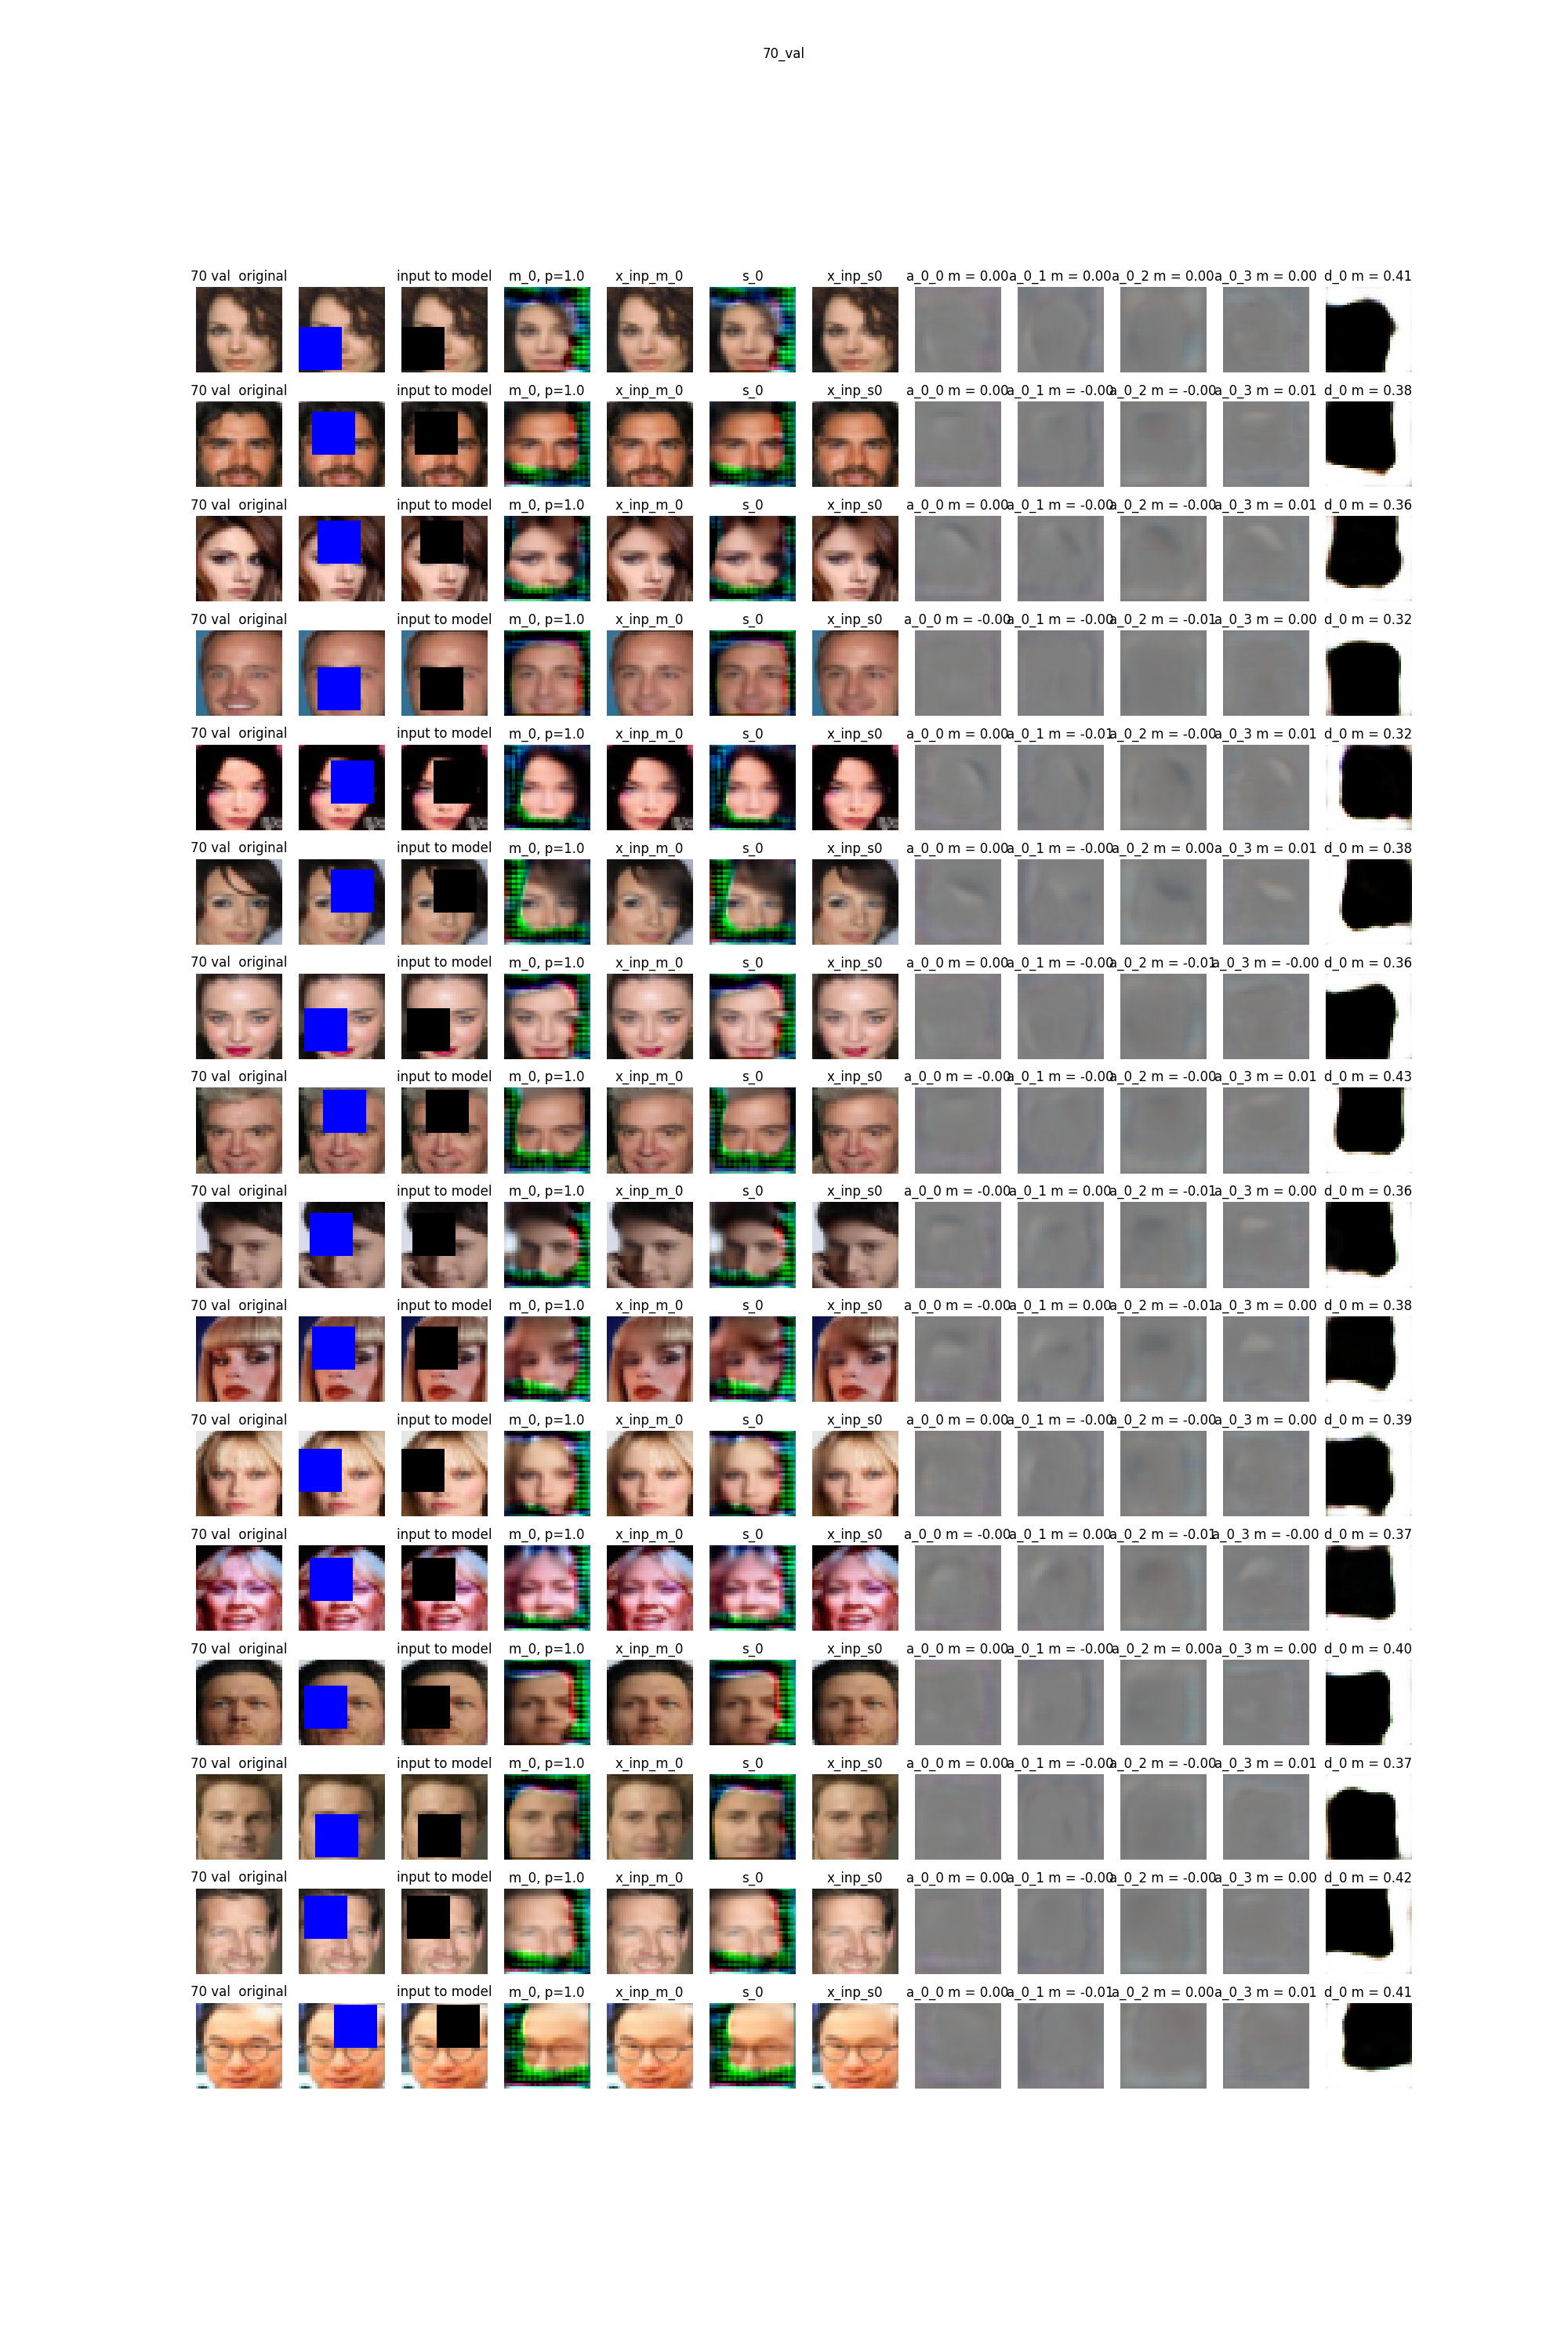 70_val
70 val original input to model m_0, p=1.0 x_inp_m_0 s_0 x_inp_s0 a_0_0 m = 0.00 a_0_1 m = 0.00 a_0_2 m = 0.00 a_0_3 m = 0.00 d_0 m = 0.41
70 val original input to model m_0, p=1.0 x_inp_m_0 s_0 x_inp_s0 a_0_0 m = 0.00 a_0_1 m = -0.00 a_0_2 m = -0.00 a_0_3 m = 0.01 d_0 m = 0.38
70 val original input to model m_0, p=1.0 x_inp_m_0 s_0 x_inp_s0 a_0_0 m = 0.00 a_0_1 m = -0.00 a_0_2 m = -0.00 a_0_3 m = 0.01 d_0 m = 0.36
70 val original input to model m_0, p=1.0 x_inp_m_0 s_0 x_inp_s0 a_0_0 m = -0.00 a_0_1 m = -0.00 a_0_2 m = -0.01 a_0_3 m = 0.00 d_0 m = 0.32
70 val original input to model m_0, p=1.0 x_inp_m_0 s_0 x_inp_s0 a_0_0 m = 0.00 a_0_1 m = -0.01 a_0_2 m = -0.00 a_0_3 m = 0.01 d_0 m = 0.32
70 val original input to model m_0, p=1.0 x_inp_m_0 s_0 x_inp_s0 a_0_0 m = 0.00 a_0_1 m = -0.00 a_0_2 m = 0.00 a_0_3 m = 0.01 d_0 m = 0.38
70 val original input to model m_0, p=1.0 x_inp_m_0 s_0 x_inp_s0 a_0_0 m = 0.00 a_0_1 m = -0.00 a_0_2 m = -0.01 a_0_3 m = -0.00 d_0 m = 0.36
70 val original input to model m_0, p=1.0 x_inp_m_0 s_0 x_inp_s0 a_0_0 m = -0.00 a_0_1 m = -0.00 a_0_2 m = -0.00 a_0_3 m = 0.01 d_0 m = 0.43
70 val original input to model m_0, p=1.0 x_inp_m_0 s_0 x_inp_s0 a_0_0 m = -0.00 a_0_1 m = 0.00 a_0_2 m = -0.01 a_0_3 m = 0.00 d_0 m = 0.36
70 val original input to model m_0, p=1.0 x_inp_m_0 s_0 x_inp_s0 a_0_0 m = -0.00 a_0_1 m = 0.00 a_0_2 m = -0.01 a_0_3 m = 0.00 d_0 m = 0.38
70 val original input to model m_0, p=1.0 x_inp_m_0 s_0 x_inp_s0 a_0_0 m = 0.00 a_0_1 m = -0.00 a_0_2 m = -0.00 a_0_3 m = 0.00 d_0 m = 0.39
70 val original input to model m_0, p=1.0 x_inp_m_0 s_0 x_inp_s0 a_0_0 m = -0.00 a_0_1 m = 0.00 a_0_2 m = -0.01 a_0_3 m = -0.00 d_0 m = 0.37
70 val original input to model m_0, p=1.0 x_inp_m_0 s_0 x_inp_s0 a_0_0 m = 0.00 a_0_1 m = -0.00 a_0_2 m = 0.00 a_0_3 m = 0.00 d_0 m = 0.40
70 val original input to model m_0, p=1.0 x_inp_m_0 s_0 x_inp_s0 a_0_0 m = 0.00 a_0_1 m = -0.00 a_0_2 m = -0.00 a_0_3 m = 0.01 d_0 m = 0.37
70 val original input to model m_0, p=1.0 x_inp_m_0 s_0 x_inp_s0 a_0_0 m = 0.00 a_0_1 m = -0.00 a_0_2 m = -0.00 a_0_3 m = 0.01 d_0 m = 0.42
70 val original input to model m_0, p=1.0 x_inp_m_0 s_0 x_inp_s0 a_0_0 m = 0.00 a_0_1 m = -0.01 a_0_2 m = 0.00 a_0_3 m = 0.01 d_0 m = 0.41